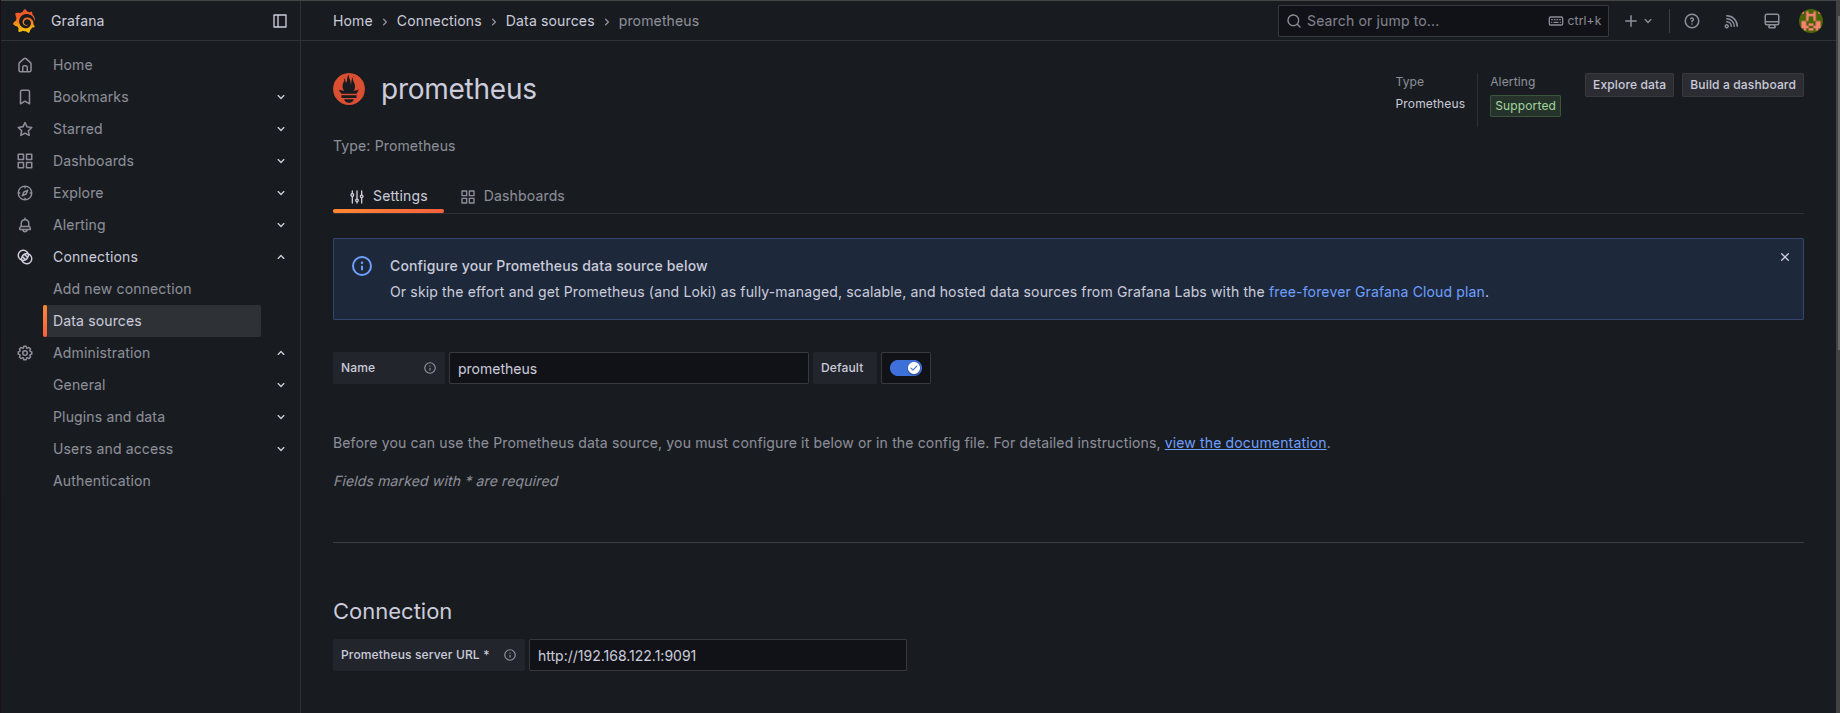 Grafana
Home > Connections > Data sources > prometheus
Search or jump to...
ctrl+k
Home
Bookmarks
Starred
Dashboards
Explore
Alerting
Connections
Add new connection
Data sources
Administration
General
Plugins and data
Users and access
Authentication
prometheus
Type
Prometheus
Alerting
Supported
Explore data
Build a dashboard
Type: Prometheus
Settings
Dashboards
Configure your Prometheus data source below
Or skip the effort and get Prometheus (and Loki) as fully-managed, scalable, and hosted data sources from Grafana Labs with the free-forever Grafana Cloud plan.
Name
prometheus
Default
Before you can use the Prometheus data source, you must configure it below or in the config file. For detailed instructions, view the documentation.
Fields marked with * are required
Connection
Prometheus server URL *
http://192.168.122.1:9091